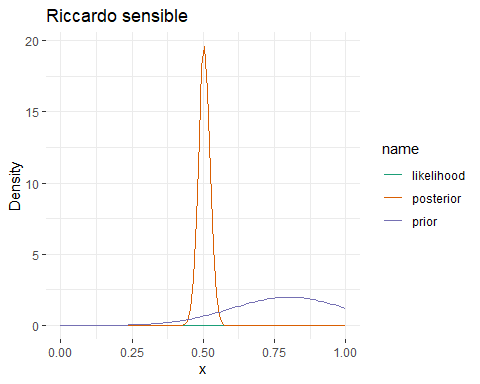 Riccardo sensible
20
15
10
5
0
Density
0.00 0.25 0.50 0.75 1.00
x
name
likelihood
posterior
prior